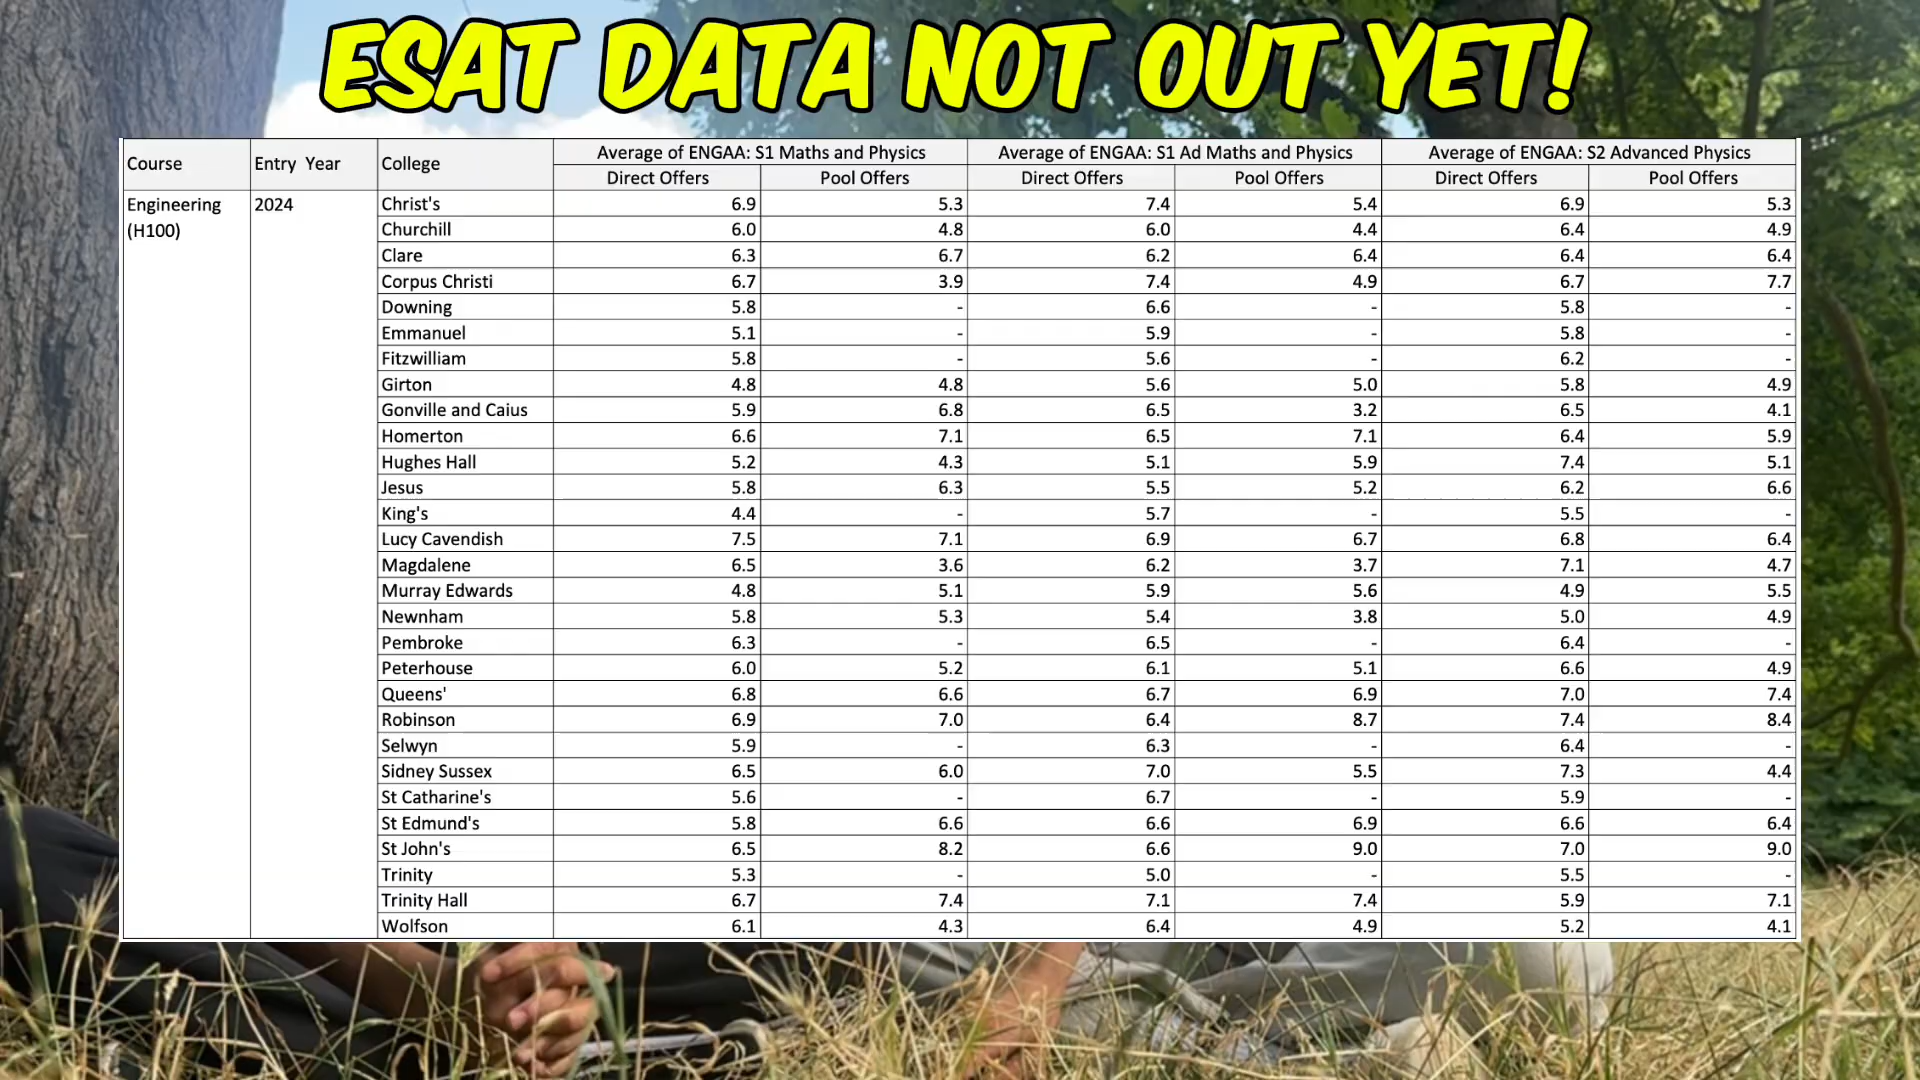 ESAT DATA NOT OUT YET!
Course Entry Year College Average of ENGAA: S1 Maths and Physics Average of ENGAA: S1 Ad Maths and Physics Average of ENGAA: S2 Advanced Physics
Direct Offers Pool Offers Direct Offers Pool Offers Direct Offers Pool Offers
Engineering 2024 Christ's 6.9 5.3 7.4 5.4 6.9 5.3
(H100) Churchill 6.0 4.8 6.0 4.4 6.4 4.9
Clare 6.3 6.7 6.2 6.4 6.4 6.4
Corpus Christi 6.7 3.9 7.4 4.9 6.7 7.7
Downing 5.8 - 6.6 - 5.8 -
Emmanuel 5.1 - 5.9 - 5.8 -
Fitzwilliam 5.8 - 5.6 - 6.2 -
Girton 4.8 4.8 5.6 5.0 5.8 4.9
Gonville and Caius 5.9 6.8 6.5 3.2 6.5 4.1
Homerton 6.6 7.1 6.5 7.1 6.4 5.9
Hughes Hall 5.2 4.3 5.1 5.9 7.4 5.1
Jesus 5.8 6.3 5.5 5.2 6.2 6.6
King's 4.4 - 5.7 - 5.5 -
Lucy Cavendish 7.5 7.1 6.9 6.7 6.8 6.4
Magdalene 6.5 3.6 6.2 3.7 7.1 4.7
Murray Edwards 4.8 5.1 5.9 5.6 4.9 5.5
Newnham 5.8 5.3 5.4 3.8 5.0 4.9
Pembroke 6.3 - 6.5 - 6.4 -
Peterhouse 6.0 5.2 6.1 5.1 6.6 4.9
Queens' 6.8 6.6 6.7 6.9 7.0 7.4
Robinson 6.9 7.0 6.4 8.7 7.4 8.4
Selwyn 5.9 - 6.3 - 6.4 -
Sidney Sussex 6.5 6.0 7.0 5.5 7.3 4.4
St Catharine's 5.6 - 6.7 - 5.9 -
St Edmund's 5.8 6.6 6.6 6.9 6.6 6.4
St John's 6.5 8.2 6.6 9.0 7.0 9.0
Trinity 5.3 - 5.0 - 5.5 -
Trinity Hall 6.7 7.4 7.1 7.4 5.9 7.1
Wolfson 6.1 4.3 6.4 4.9 5.2 4.1